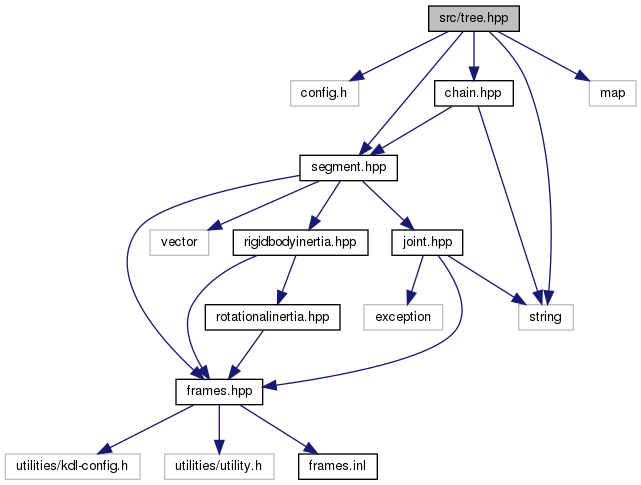 src/tree.hpp
config.h
chain.hpp
map
segment.hpp
vector
rigidbodyinertia.hpp
joint.hpp
rotationalinertia.hpp
exception
string
frames.hpp
utilities/kdl-config.h
utilities/utility.h
frames.inl